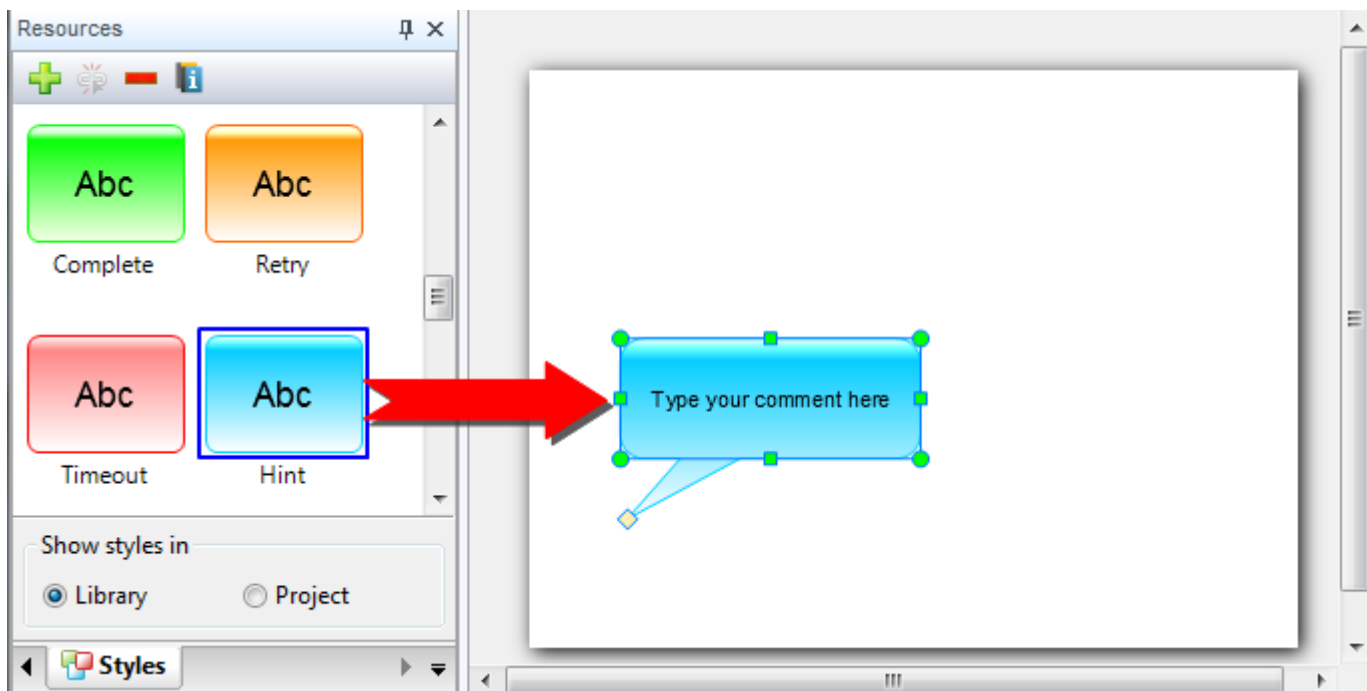 Resources
Abc
Abc
Complete
Retry
Abc
Abc
Timeout
Hint
Type your comment here
Show styles in
Library
Project
Styles